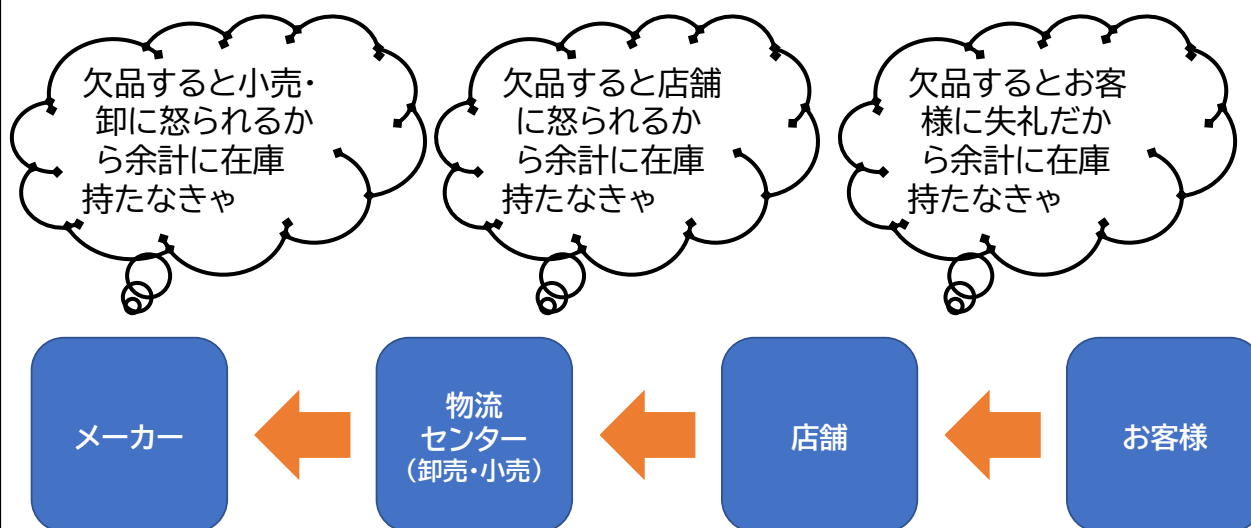 欠品すると小売・
卸に怒られるか
ら余計に在庫
持たなきゃ
欠品すると店舗
に怒られるか
ら余計に在庫
持たなきゃ
欠品するとお客
様に失礼だか
ら余計に在庫
持たなきゃ
メーカー
物流
センター
（卸売・小売）
店舗
お客様